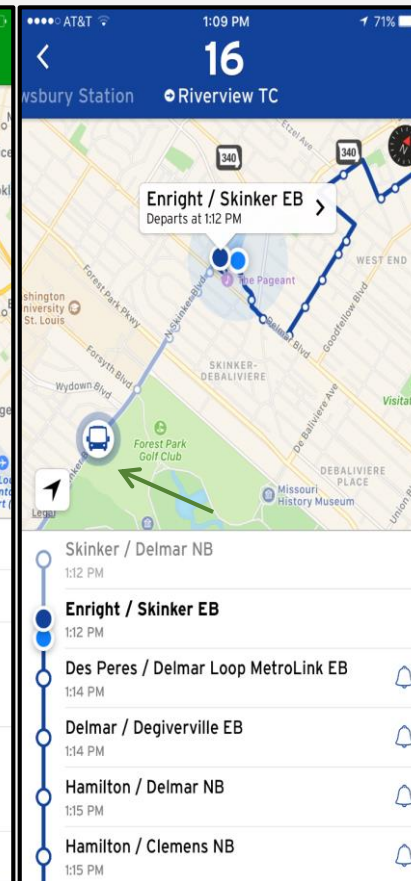 AT&T 1:09 PM 71%
16
wsbury Station Riverview TC
Etzel Ave
340 340
N
Enright / Skinker EB
Departs at 1:12 PM
WEST END
Forest Park Pkwy
The Pageant
N Skinker Blvd
Delmar Blvd
Goodfellow Blvd
shington
niversity
St. Louis
SKINKER-
DEBALIVIERE
Forsyth Blvd
Wydown Blvd
De Baliviere Ave
Visitat
Forest Park
Golf Club
DEBALIVIERE
PLACE
Missouri
History Museum
Union B
Legal
Skinker / Delmar NB
1:12 PM
Enright / Skinker EB
1:12 PM
Des Peres / Delmar Loop MetroLink EB
1:14 PM
Delmar / Degiverville EB
1:14 PM
Hamilton / Delmar NB
1:15 PM
Hamilton / Clemens NB
1:15 PM